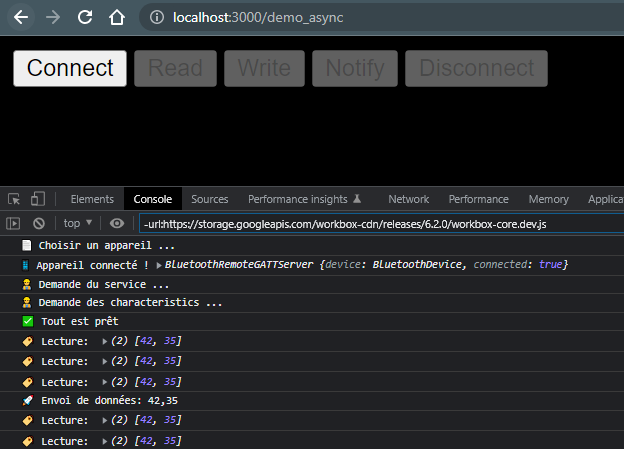 localhost:3000/demo_async
Connect Read Write Notify Disconnect
Elements Console Sources Performance insights Network Performance Memory Applica
top -url:https://storage.googleapis.com/workbox-cdn/releases/6.2.0/workbox-core.dev.js
Choisir un appareil ...
Appareil connecté ! BluetoothRemoteGATTServer {device: BluetoothDevice, connected: true}
Demande du service ...
Demande des characteristics ...
Tout est prêt
Lecture: (2) [42, 35]
Lecture: (2) [42, 35]
Lecture: (2) [42, 35]
Envoi de données: 42,35
Lecture: (2) [42, 35]
Lecture: (2) [42, 35]